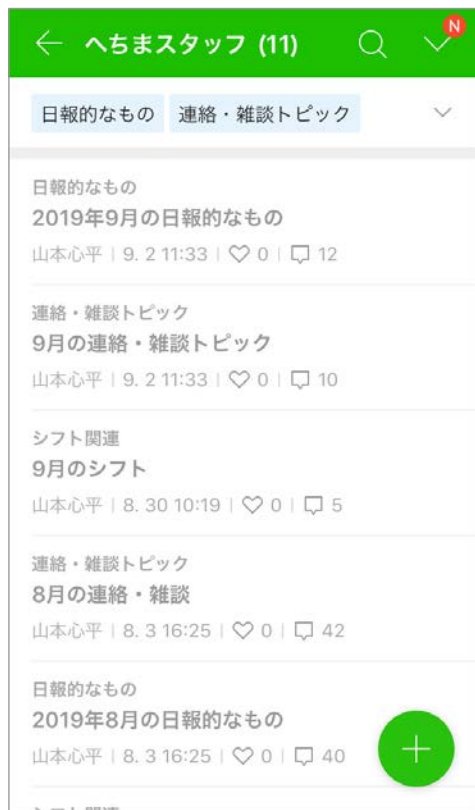 へちまスタッフ (11)
N
日報的なもの 連絡・雑談トピック
日報的なもの
2019年9月の日報的なもの
山本心平 | 9. 2 11:33 | 0 | 12
連絡・雑談トピック
9月の連絡・雑談トピック
山本心平 | 9. 2 11:33 | 0 | 10
シフト関連
9月のシフト
山本心平 | 8. 30 10:19 | 0 | 5
連絡・雑談トピック
8月の連絡・雑談
山本心平 | 8. 3 16:25 | 0 | 42
日報的なもの
2019年8月の日報的なもの
山本心平 | 8. 3 16:25 | 0 | 40